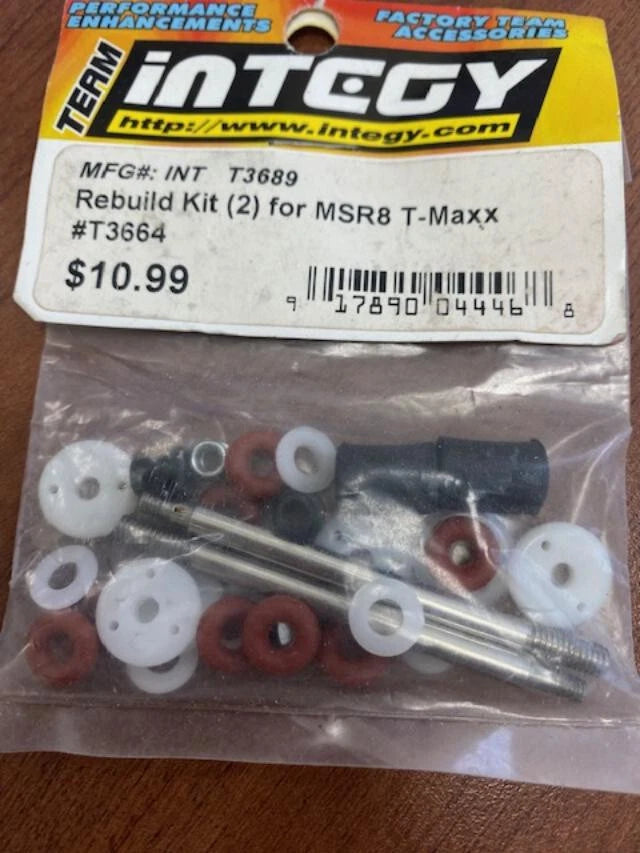 PERFORMANCE
ENHANCEMENTS
FACTORY TEAM
ACCESSORIES
TEAM
INTEGY
http://www.integy.com
MFG#: INT T3689
Rebuild Kit (2) for MSR8 T-Maxx
#T3664
$10.99
9 17890 04446 8